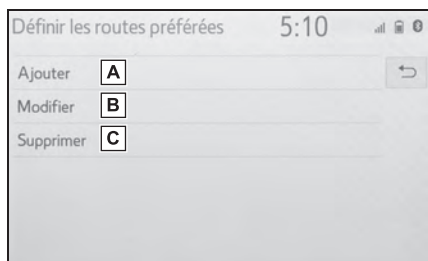 Définir les routes préférées 5:10
Ajouter A
Modifier B
Supprimer C